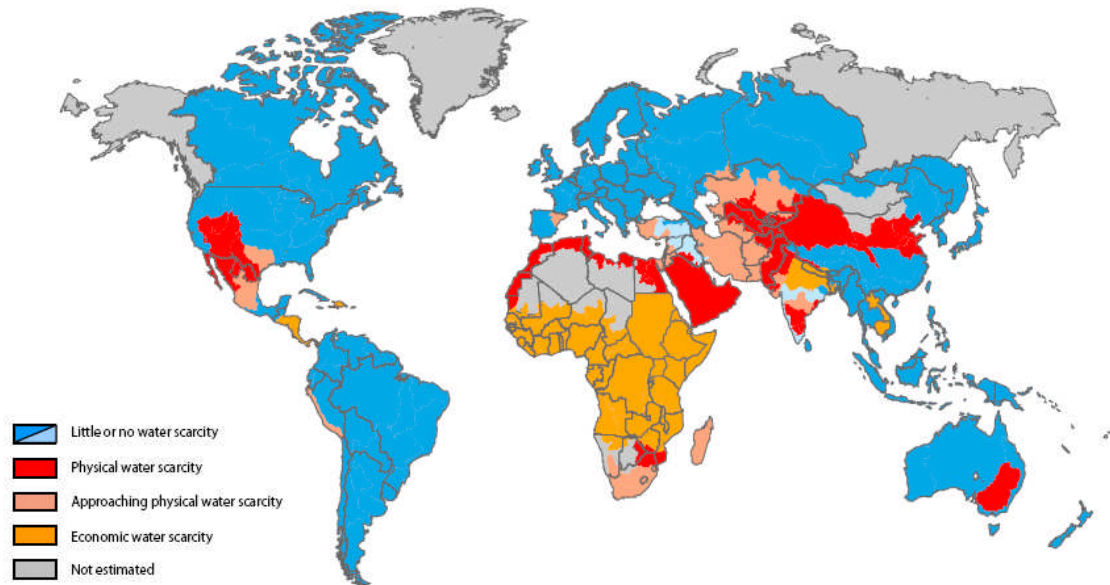 Little or no water scarcity
Physical water scarcity
Approaching physical water scarcity
Economic water scarcity
Not estimated